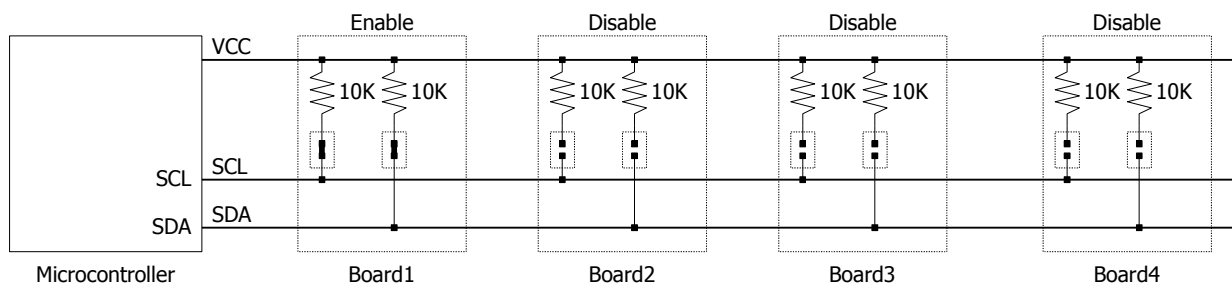 Enable Disable Disable Disable
VCC
10K 10K 10K 10K 10K 10K 10K 10K
SCL SCL
SDA SDA
Microcontroller Board1 Board2 Board3 Board4